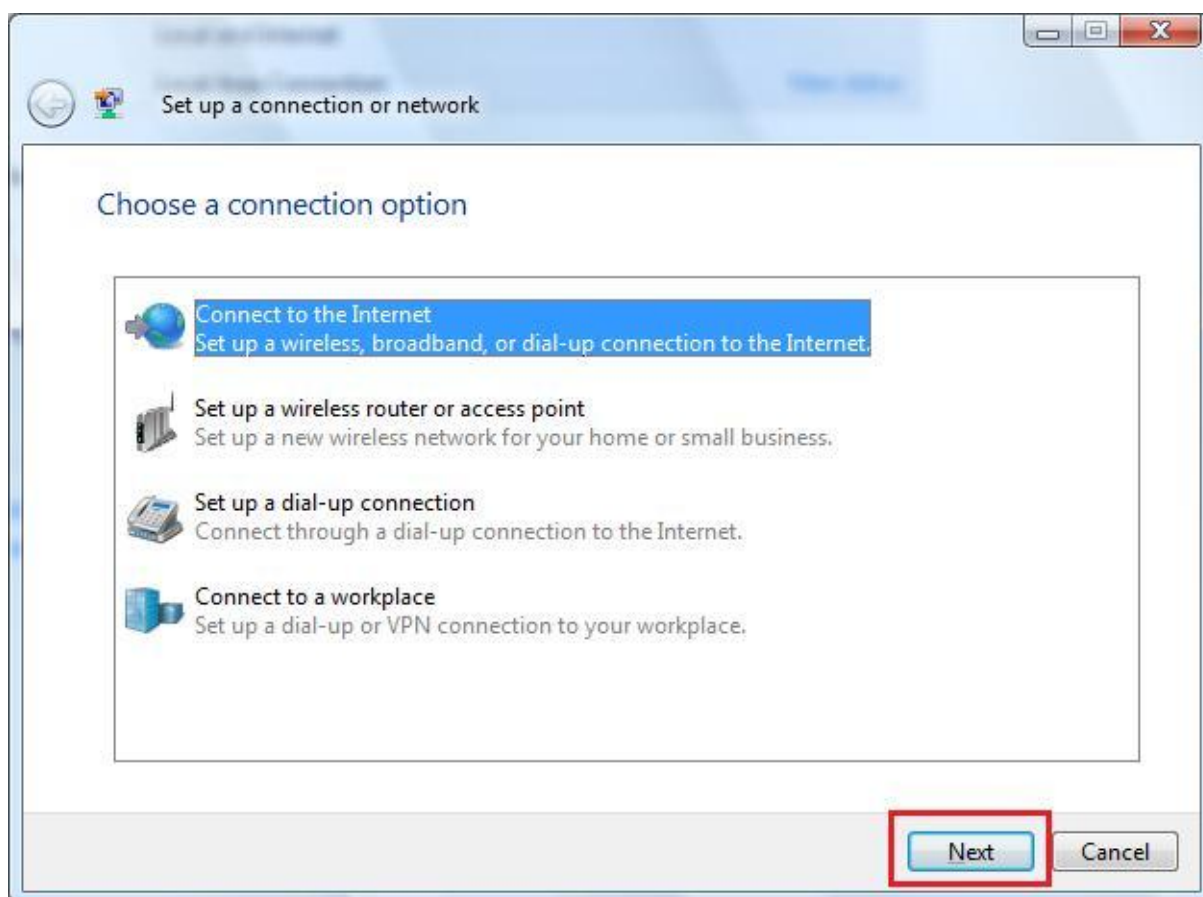 Set up a connection or network
Choose a connection option
Connect to the Internet
Set up a wireless, broadband, or dial-up connection to the Internet.
Set up a wireless router or access point
Set up a new wireless network for your home or small business.
Set up a dial-up connection
Connect through a dial-up connection to the Internet.
Connect to a workplace
Set up a dial-up or VPN connection to your workplace.
Next Cancel